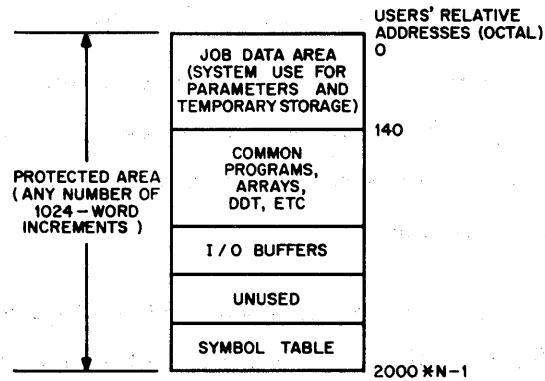 USERS' RELATIVE
ADDRESSES (OCTAL)
0
JOB DATA AREA
(SYSTEM USE FOR
PARAMETERS AND
TEMPORARY STORAGE)
140
COMMON
PROGRAMS,
ARRAYS,
DDT, ETC
PROTECTED AREA
(ANY NUMBER OF
1024-WORD
INCREMENTS )
I/O BUFFERS
UNUSED
SYMBOL TABLE
2000*N-1